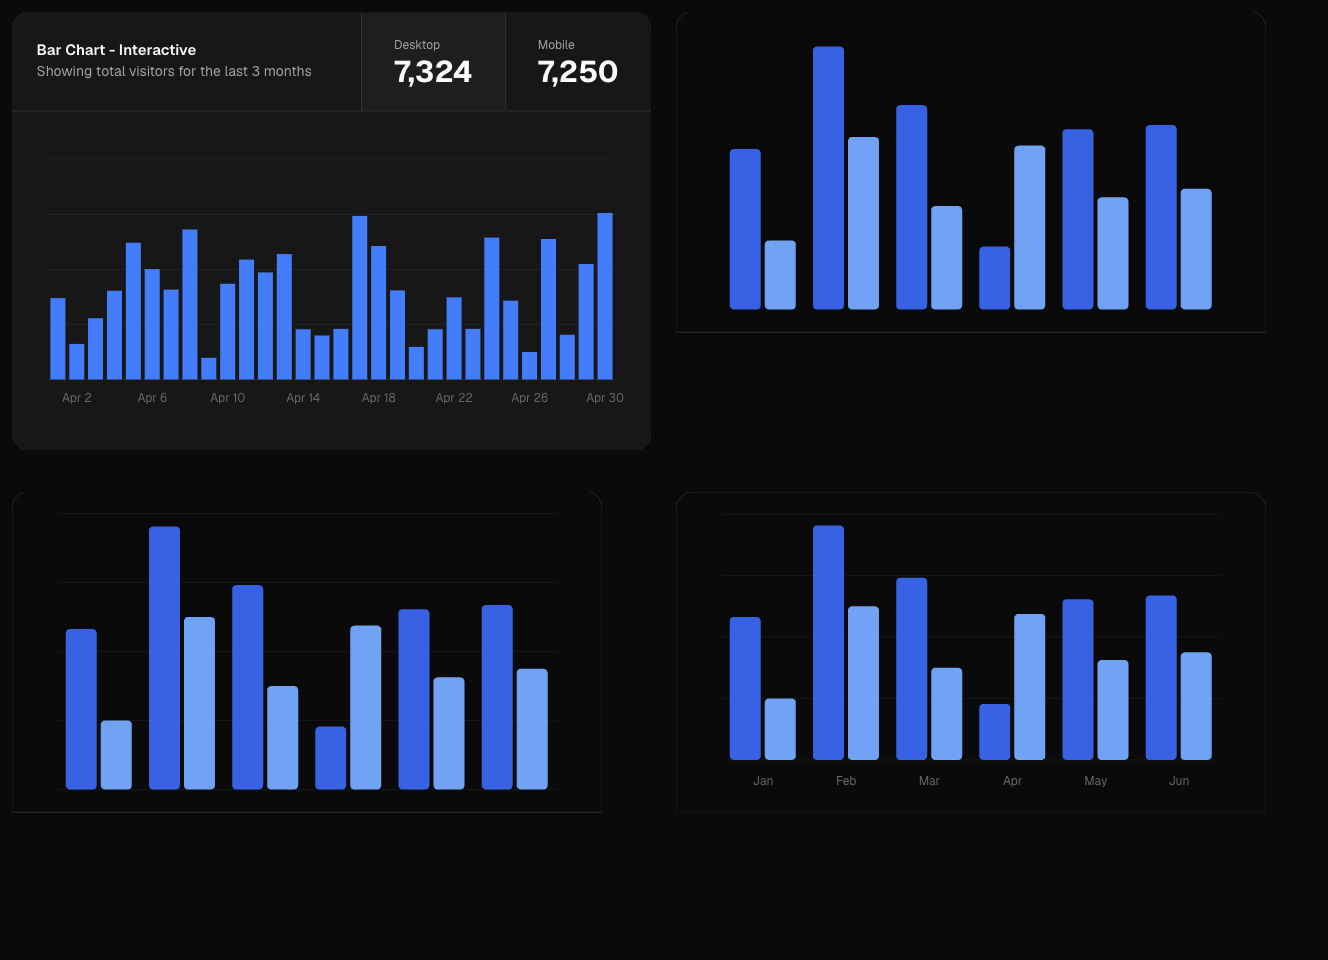 Bar Chart - Interactive
Showing total visitors for the last 3 months
Desktop
7,324
Mobile
7,250
Apr 2 Apr 6 Apr 10 Apr 14 Apr 18 Apr 22 Apr 26 Apr 30
Jan Feb Mar Apr May Jun